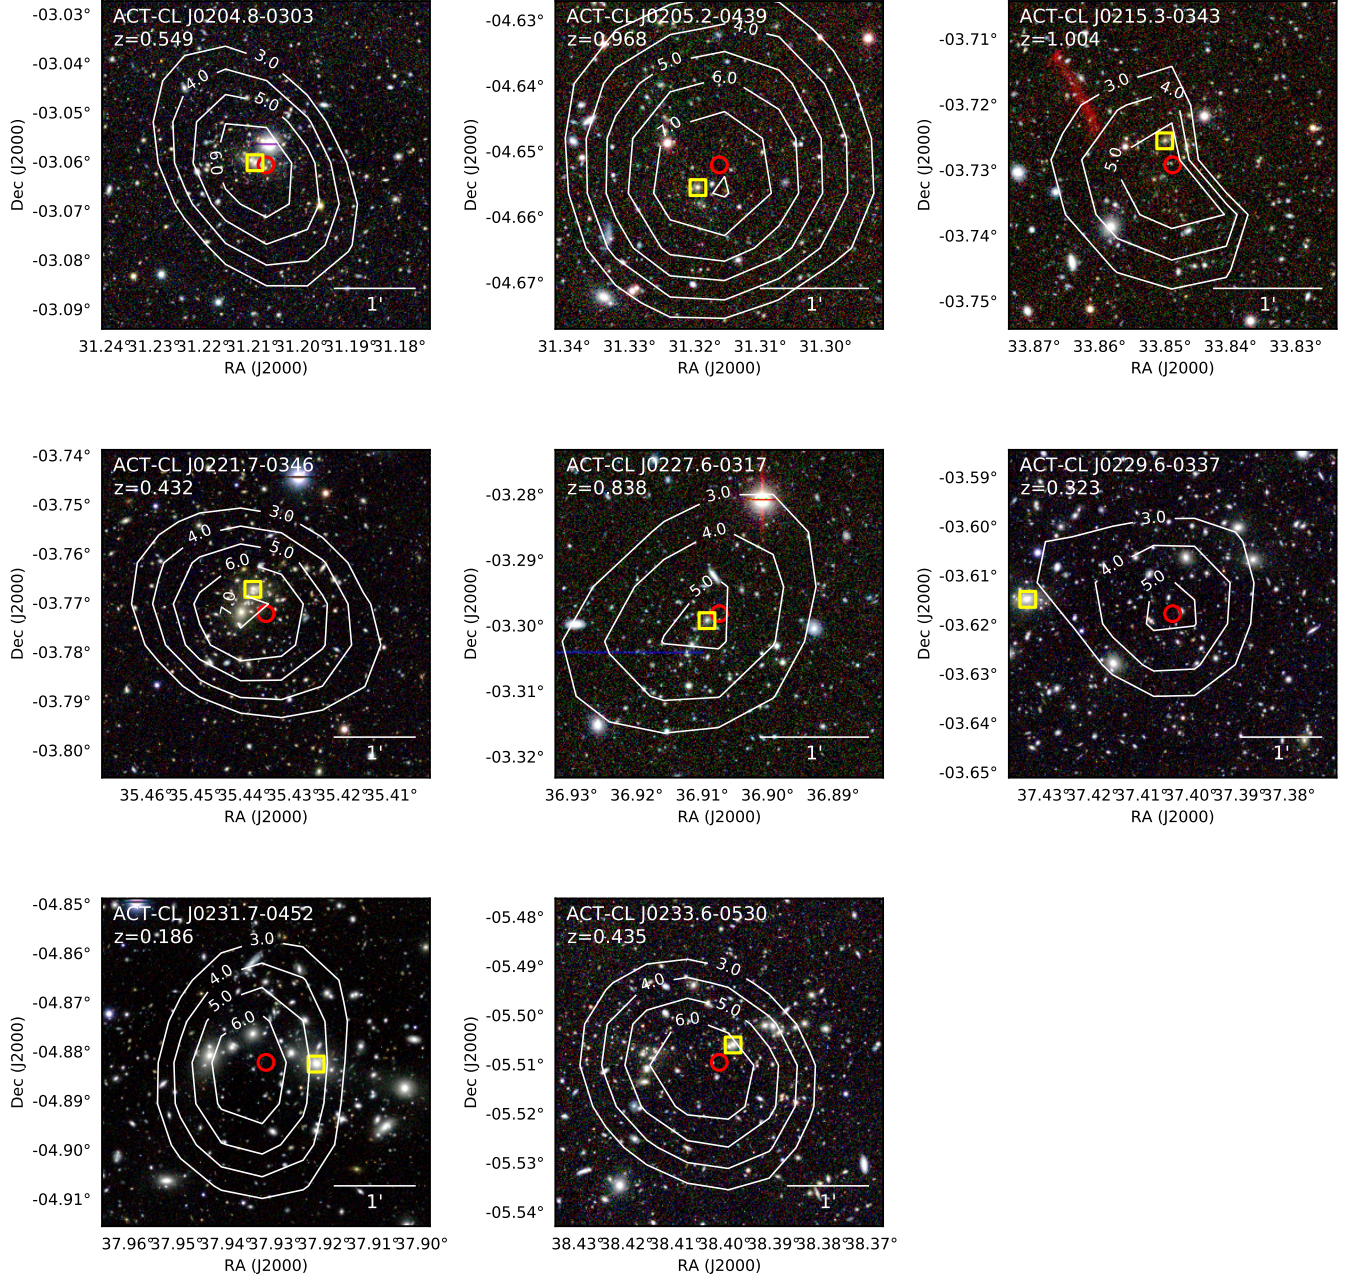 ACT-CL J0204.8-0303
z=0.549
3.0
4.0
5.0
6.0
1'
-03.03°
-03.04°
-03.05°
-03.06°
-03.07°
-03.08°
-03.09°
Dec (J2000)
31.24° 31.23° 31.22° 31.21° 31.20° 31.19° 31.18°
RA (J2000)
ACT-CL J0205.2-0439
z=0.968
4.0
5.0
6.0
7.0
1'
-04.63°
-04.64°
-04.65°
-04.66°
-04.67°
Dec (J2000)
31.34° 31.33° 31.32° 31.31° 31.30°
RA (J2000)
ACT-CL J0215.3-0343
z=1.004
3.0
4.0
5.0
1'
-03.71°
-03.72°
-03.73°
-03.74°
-03.75°
Dec (J2000)
33.87° 33.86° 33.85° 33.84° 33.83°
RA (J2000)
ACT-CL J0221.7-0346
z=0.432
3.0
4.0
5.0
6.0
7.0
1'
-03.74°
-03.75°
-03.76°
-03.77°
-03.78°
-03.79°
-03.80°
Dec (J2000)
35.46° 35.45° 35.44° 35.43° 35.42° 35.41°
RA (J2000)
ACT-CL J0227.6-0317
z=0.838
3.0
4.0
5.0
1'
-03.28°
-03.29°
-03.30°
-03.31°
-03.32°
Dec (J2000)
36.93° 36.92° 36.91° 36.90° 36.89°
RA (J2000)
ACT-CL J0229.6-0337
z=0.323
3.0
4.0
5.0
1'
-03.59°
-03.60°
-03.61°
-03.62°
-03.63°
-03.64°
-03.65°
Dec (J2000)
37.43° 37.42° 37.41° 37.40° 37.39° 37.38°
RA (J2000)
ACT-CL J0231.7-0452
z=0.186
3.0
4.0
5.0
6.0
1'
-04.85°
-04.86°
-04.87°
-04.88°
-04.89°
-04.90°
-04.91°
Dec (J2000)
37.96° 37.95° 37.94° 37.93° 37.92° 37.91° 37.90°
RA (J2000)
ACT-CL J0233.6-0530
z=0.435
3.0
4.0
5.0
6.0
1'
-05.48°
-05.49°
-05.50°
-05.51°
-05.52°
-05.53°
-05.54°
Dec (J2000)
38.43° 38.42° 38.41° 38.40° 38.39° 38.38° 38.37°
RA (J2000)